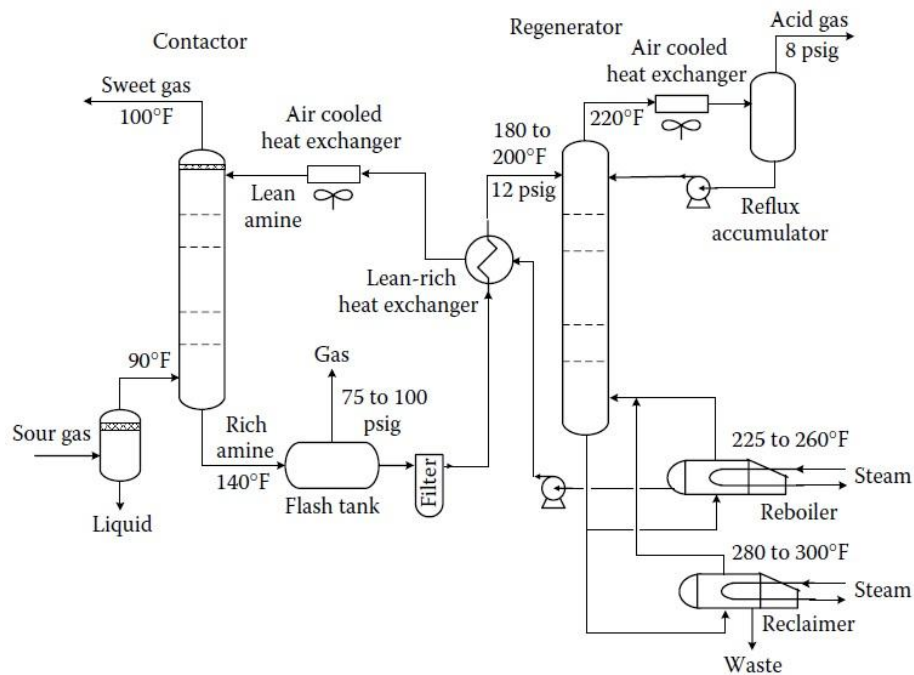 Contactor
Regenerator
Acid gas
8 psig
Air cooled
heat exchanger
Sweet gas
100°F
Air cooled
heat exchanger
220°F
180 to
200°F
12 psig
Lean
amine
Reflux
accumulator
Lean-rich
heat exchanger
90°F
Gas
75 to 100
psig
Sour gas
Rich
amine
140°F
Flash tank
Filter
Liquid
225 to 260°F
Steam
Reboiler
280 to 300°F
Steam
Reclaimer
Waste